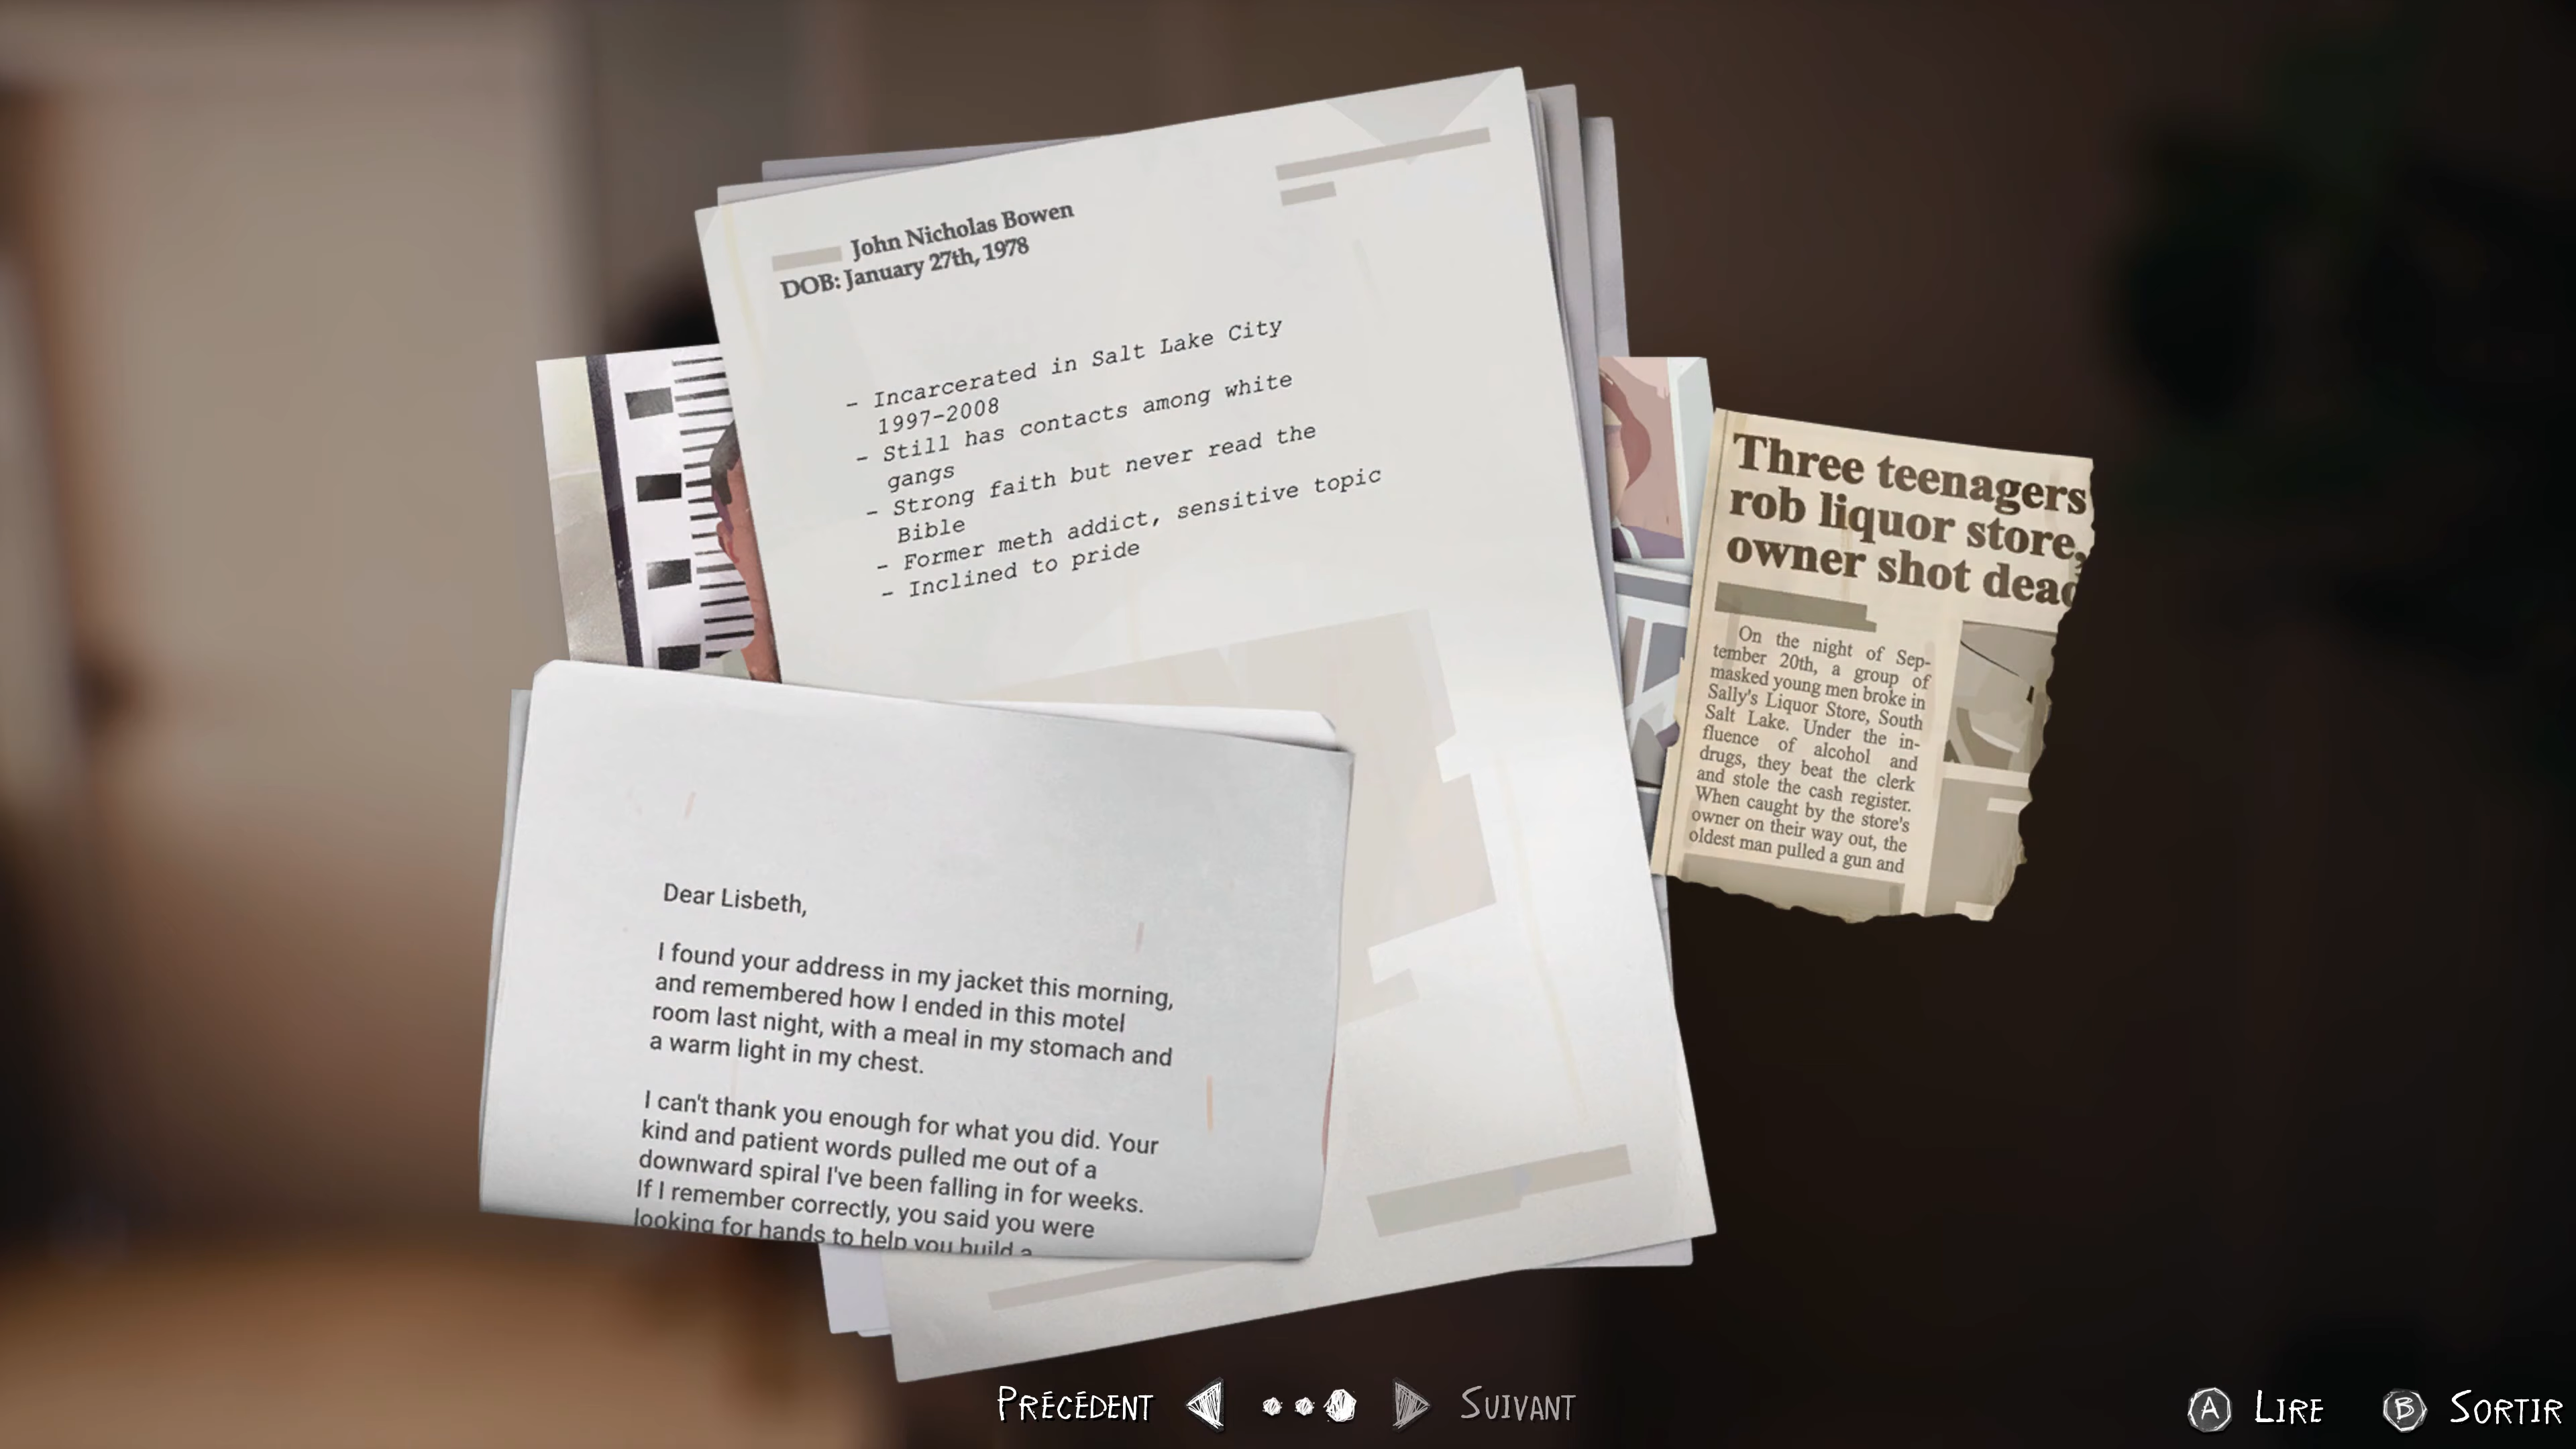 John Nicholas Bowen
DOB: January 27th, 1978
- Incarcerated in Salt Lake City
1997-2008
- Still has contacts among white
gangs
- Strong faith but never read the
Bible
- Former meth addict, sensitive topic
- Inclined to pride
Three teenagers
rob liquor store,
owner shot dead
On the night of Sep-
tember 20th, a group of
masked young men broke in
Sally's Liquor Store, South
Salt Lake. Under the in-
fluence of alcohol and
drugs, they beat the clerk
and stole the cash register.
When caught by the store's
owner on their way out, the
oldest man pulled a gun and
Dear Lisbeth,
I found your address in my jacket this morning,
and remembered how I ended in this motel
room last night, with a meal in my stomach and
a warm light in my chest.
I can't thank you enough for what you did. Your
kind and patient words pulled me out of a
downward spiral I've been falling in for weeks.
If I remember correctly, you said you were
looking for hands to help you build a
PRÉCÉDENT
SUIVANT
A LIRE
B SORTIR